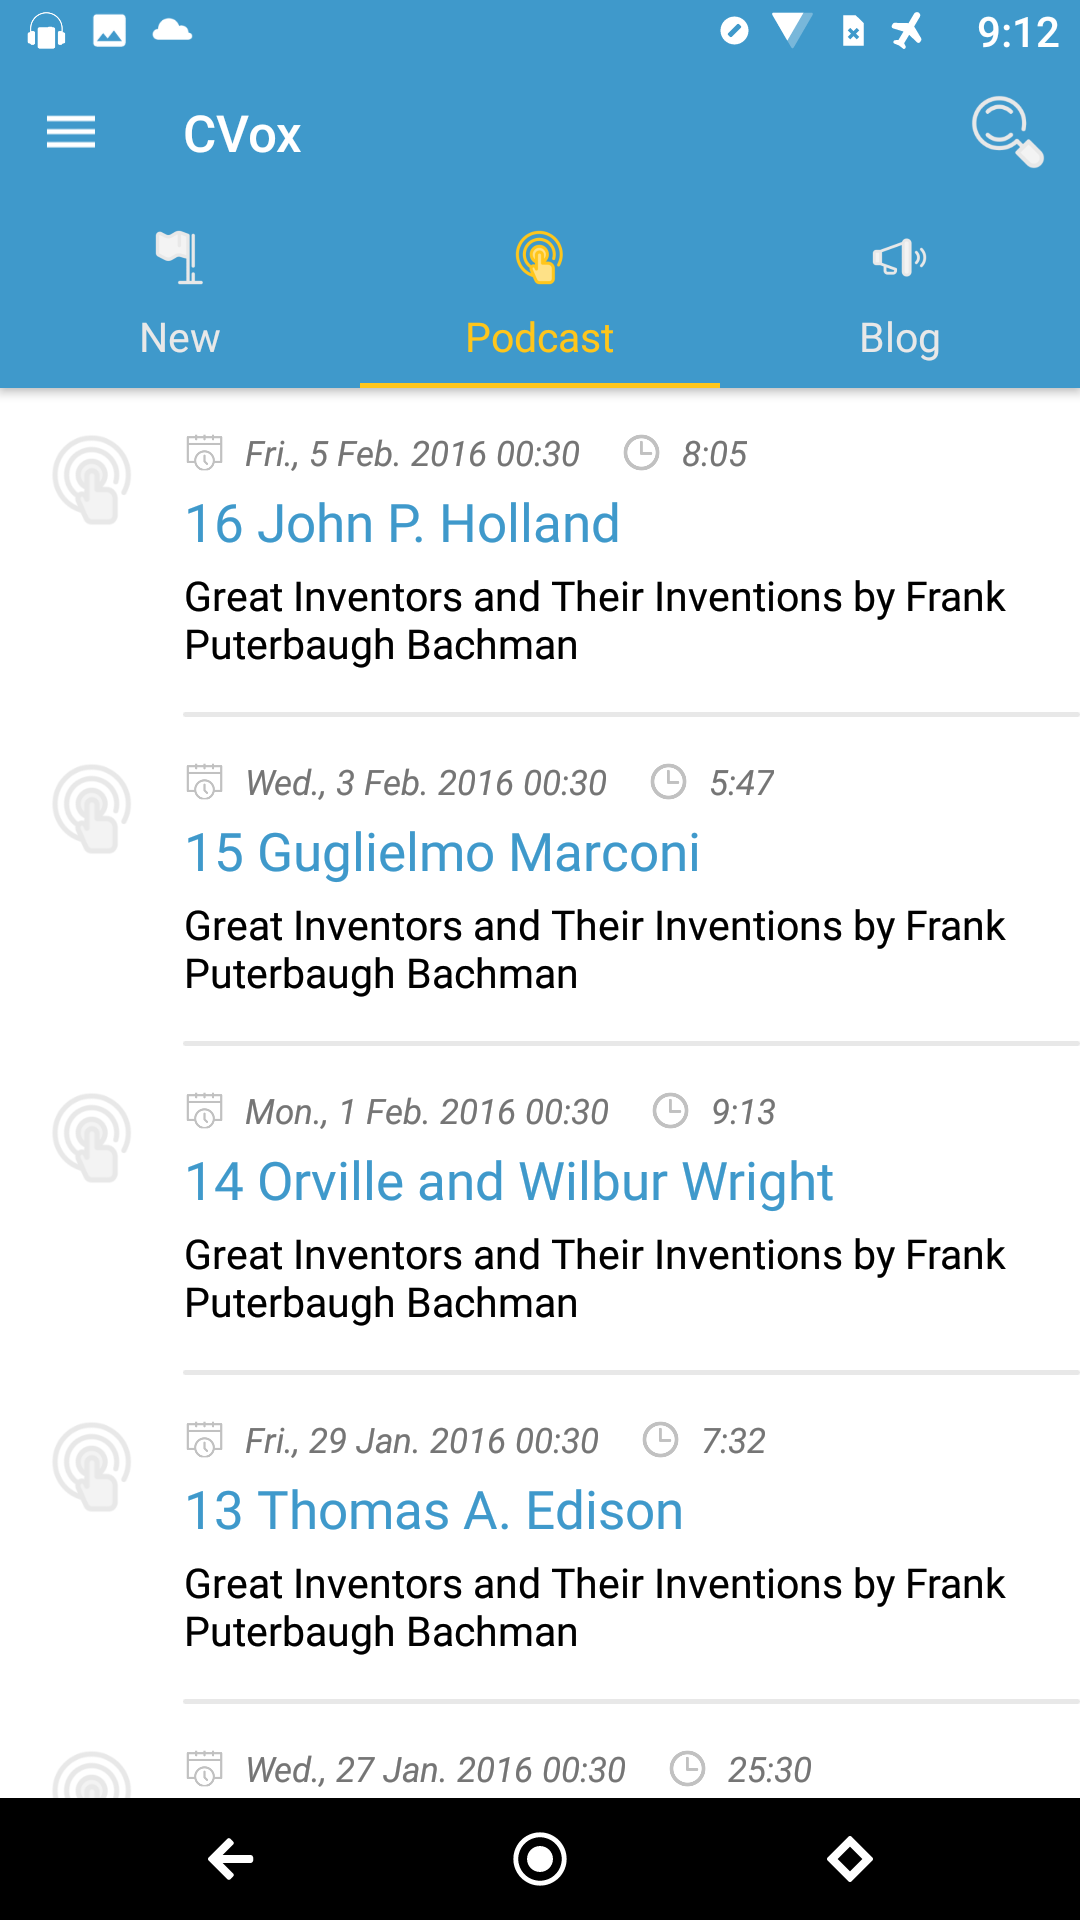 9:12
CVox
New
Podcast
Blog
Fri., 5 Feb. 2016 00:30 8:05
16 John P. Holland
Great Inventors and Their Inventions by Frank
Puterbaugh Bachman
Wed., 3 Feb. 2016 00:30 5:47
15 Guglielmo Marconi
Great Inventors and Their Inventions by Frank
Puterbaugh Bachman
Mon., 1 Feb. 2016 00:30 9:13
14 Orville and Wilbur Wright
Great Inventors and Their Inventions by Frank
Puterbaugh Bachman
Fri., 29 Jan. 2016 00:30 7:32
13 Thomas A. Edison
Great Inventors and Their Inventions by Frank
Puterbaugh Bachman
Wed., 27 Jan. 2016 00:30 25:30